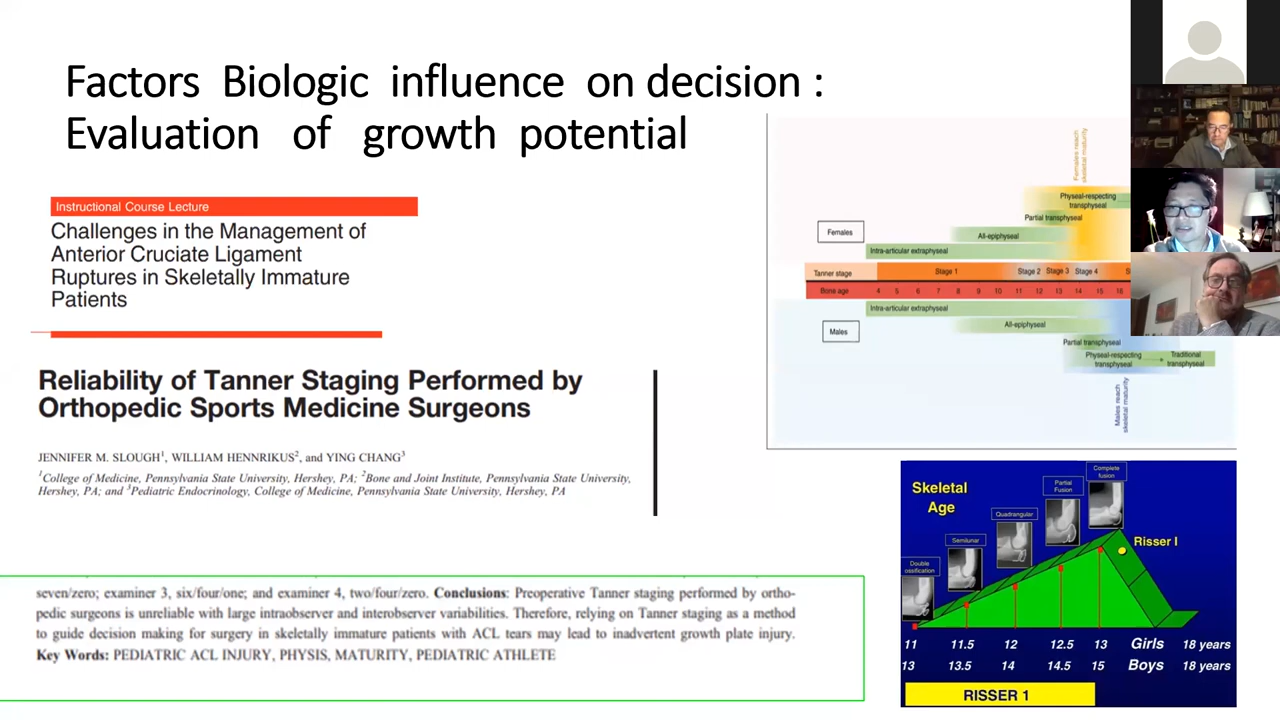 Factors Biologic influence on decision :
Evaluation of growth potential
Instructional Course Lecture
Challenges in the Management of
Anterior Cruciate Ligament
Ruptures in Skeletally Immature
Patients
Reliability of Tanner Staging Performed by
Orthopedic Sports Medicine Surgeons
JENNIFER M. SLOUGH1, WILLIAM HENNRIKUS2, and YING CHANG3
1College of Medicine, Pennsylvania State University, Hershey, PA; 2Bone and Joint Institute, Pennsylvania State University,
Hershey, PA; and 3Pediatric Endocrinology, College of Medicine, Pennsylvania State University, Hershey, PA
seven/zero; examiner 3, six/four/one; and examiner 4, two/four/zero. Conclusions: Preoperative Tanner staging performed by ortho-
pedic surgeons is unreliable with large intraobserver and interobserver variabilities. Therefore, relying on Tanner staging as a method
to guide decision making for surgery in skeletally immature patients with ACL tears may lead to inadvertent growth plate injury.
Key Words: PEDIATRIC ACL INJURY, PHYSIS, MATURITY, PEDIATRIC ATHLETE
Females reach
skeletal maturity
Physeal-respecting
transphyseal
Partial transphyseal
Females
All-epiphyseal
Intra-articular extraphyseal
Tanner stage Stage 1 Stage 2 Stage 3 Stage 4
Bone age 4 5 6 7 8 9 10 11 12 13 14 15 16
Intra-articular extraphyseal
Males
All-epiphyseal
Partial transphyseal
Physeal-respecting
transphyseal
Traditional
transphyseal
Males reach
skeletal maturity
Skeletal
Age
Complete
fusion
Partial
Fusion
Quadrangular
Semilunar
Double
ossification
Risser I
11 11.5 12 12.5 13 Girls 18 years
13 13.5 14 14.5 15 Boys 18 years
RISSER 1